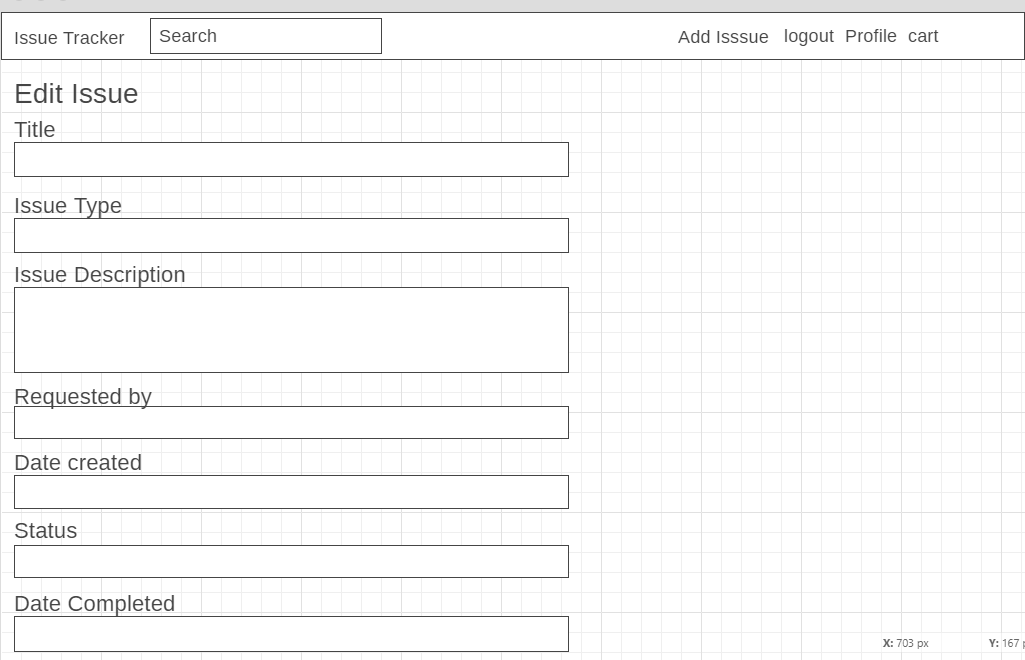 Issue Tracker Search Add Isssue logout Profile cart
Edit Issue
Title
Issue Type
Issue Description
Requested by
Date created
Status
Date Completed
X: 703 px Y: 167 p